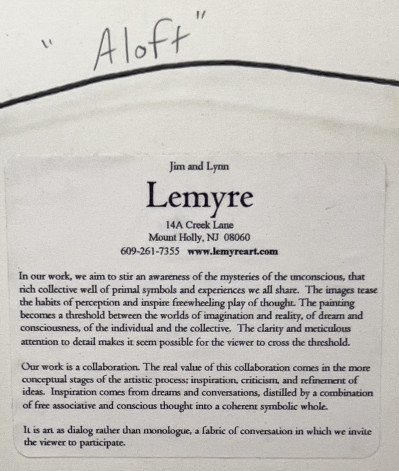 "Aloft"
Jim and Lynn
Lemyre
14A Creek Lane
Mount Holly, NJ 08060
609-261-7355 www.lemyreart.com
In our work, we aim to stir an awareness of the mysteries of the unconscious, that
rich collective well of primal symbols and experiences we all share. The images tease
the habits of perception and inspire freewheeling play of thought. The painting
becomes a threshold between the worlds of imagination and reality, of dream and
consciousness, of the individual and the collective. The clarity and meticulous
attention to detail makes it seem possible for the viewer to cross the threshold.
Our work is a collaboration. The real value of this collaboration comes in the more
conceptual stages of the artistic process; inspiration, criticism, and refinement of
ideas. Inspiration comes from dreams and conversations, distilled by a combination
of free associative and conscious thought into a coherent symbolic whole.
It is art as dialog rather than monologue, a fabric of conversation in which we invite
the viewer to participate.